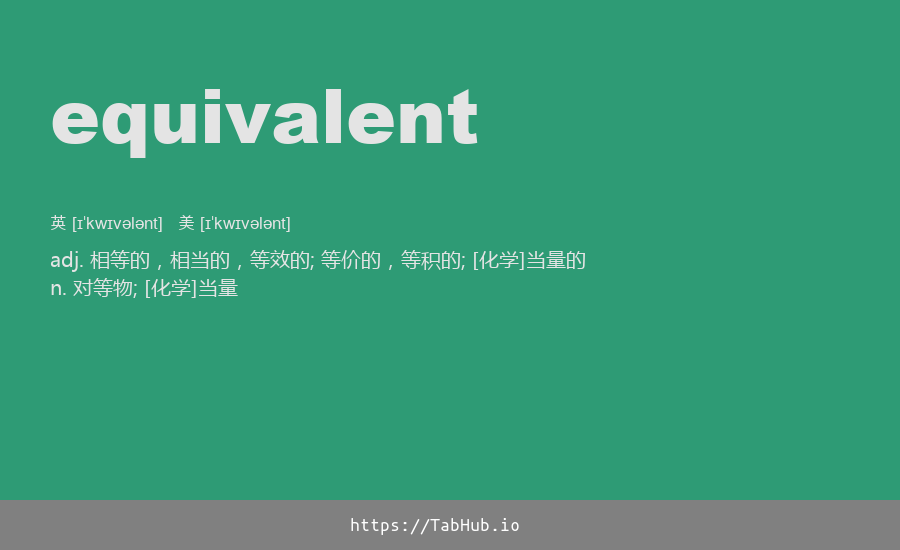 equivalent
英 [ɪ'kwɪvələnt] 美 [ɪ'kwɪvələnt]
adj. 相等的，相当的，等效的; 等价的，等积的; [化学]当量的
n. 对等物; [化学]当量
https://TabHub.io